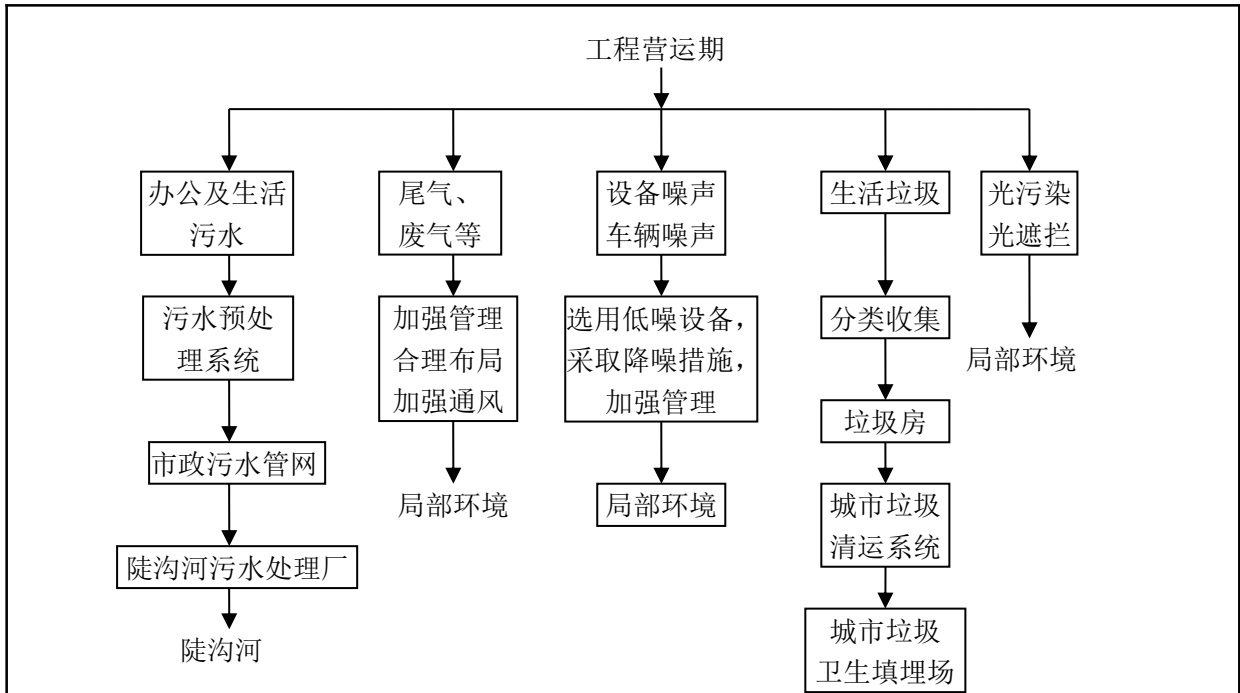 工程营运期
办公及生活
污水
尾气、
废气等
设备噪声
车辆噪声
生活垃圾
光污染
光遮拦
污水预处
理系统
加强管理
合理布局
加强通风
选用低噪设备，
采取降噪措施，
加强管理
分类收集
局部环境
垃圾房
市政污水管网
局部环境
局部环境
城市垃圾
清运系统
陡沟河污水处理厂
陡沟河
城市垃圾
卫生填埋场